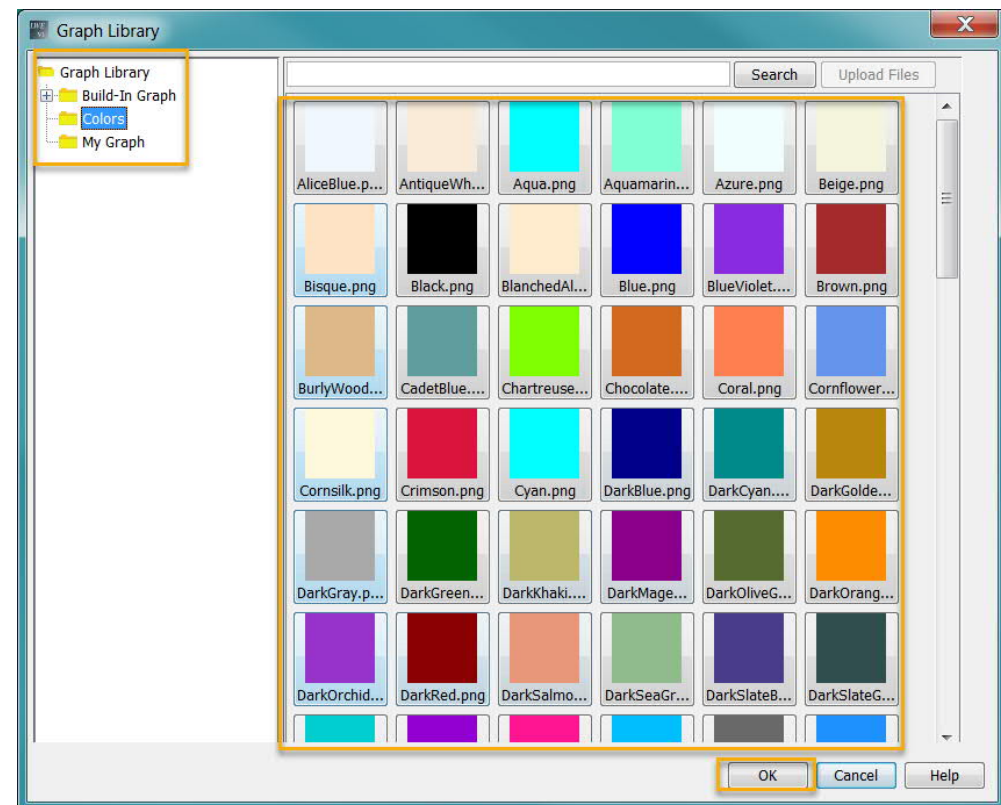 Graph Library
X
Graph Library
Build-In Graph
Colors
My Graph
Search Upload Files
AliceBlue.p... AntiqueWh... Aqua.png Aquamarin... Azure.png Beige.png
Bisque.png Black.png BlanchedAl... Blue.png BlueViolet.... Brown.png
BurlyWood... CadetBlue.... Chartreuse... Chocolate.... Coral.png Cornflower...
Cornsilk.png Crimson.png Cyan.png DarkBlue.png DarkCyan.... DarkGolde...
DarkGray.p... DarkGreen... DarkKhaki.... DarkMage... DarkOliveG... DarkOrang...
DarkOrchid... DarkRed.png DarkSalmo... DarkSeaGr... DarkSlateB... DarkSlateG...
OK Cancel Help